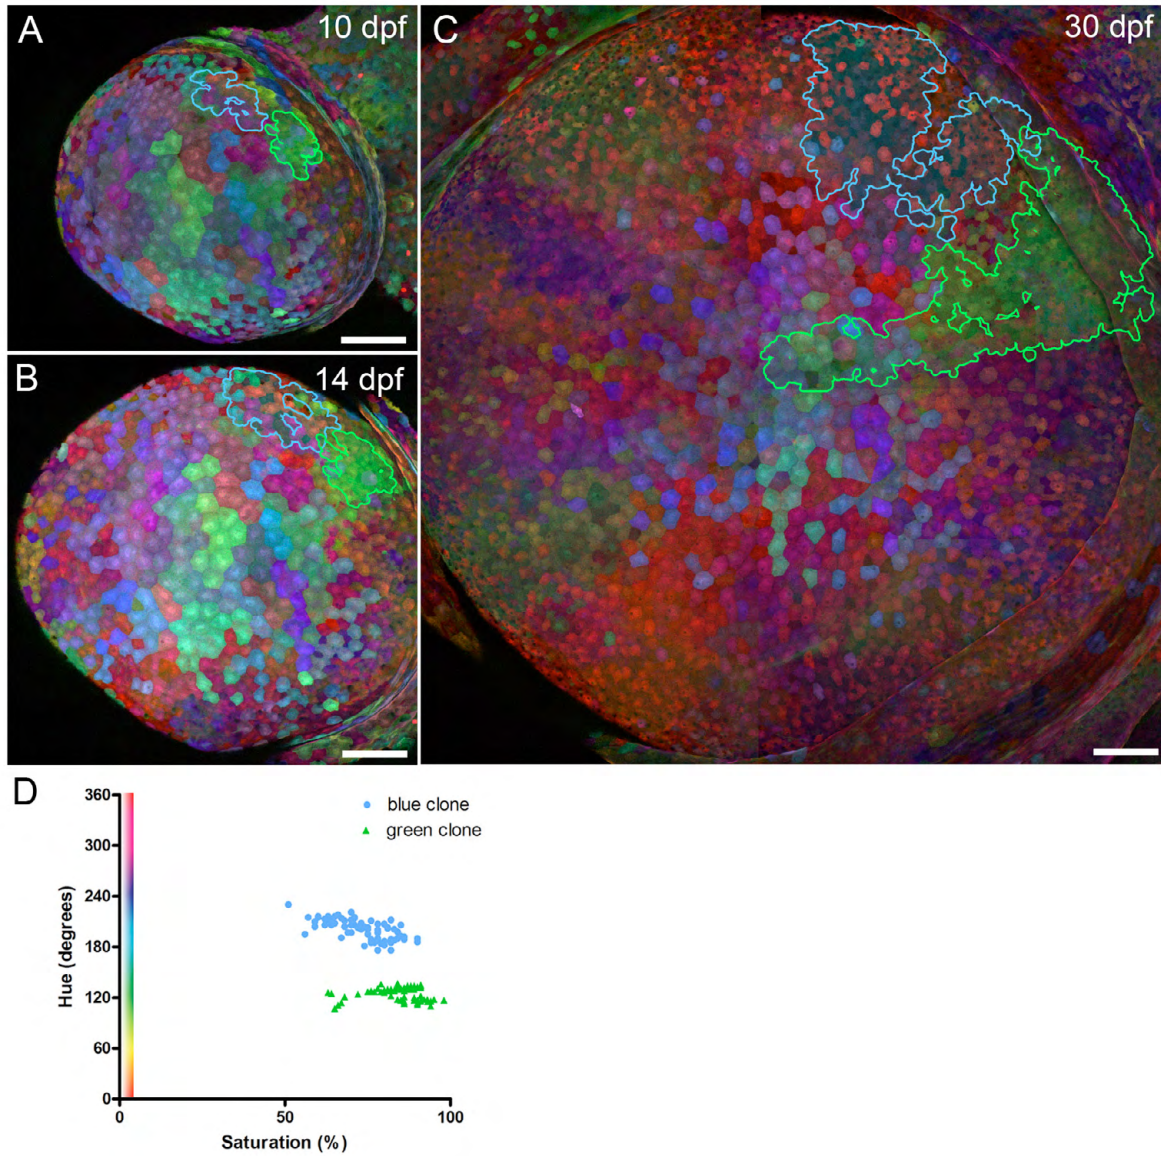 A
10 dpf
B
14 dpf
C
30 dpf
D
blue clone
green clone
360
300
240
180
120
60
0
Hue (degrees)
0
50
100
Saturation (%)